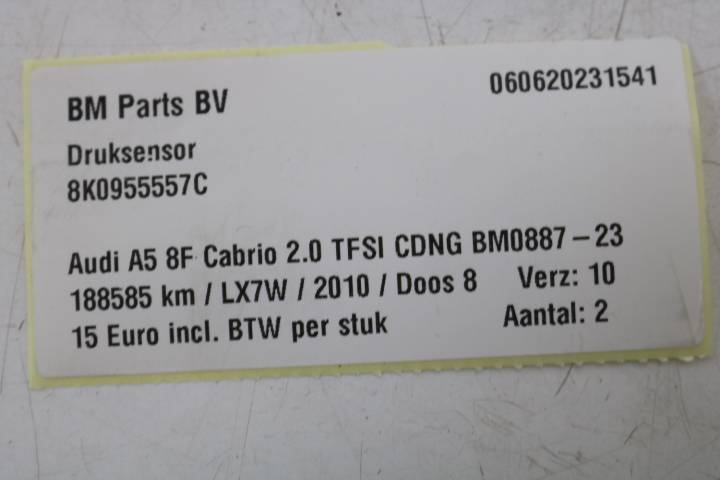 BM Parts BV 060620231541
Druksensor
8K0955557C
Audi A5 8F Cabrio 2.0 TFSI CDNG BM0887-23
188585 km / LX7W / 2010 / Doos 8 Verz: 10
15 Euro incl. BTW per stuk Aantal: 2